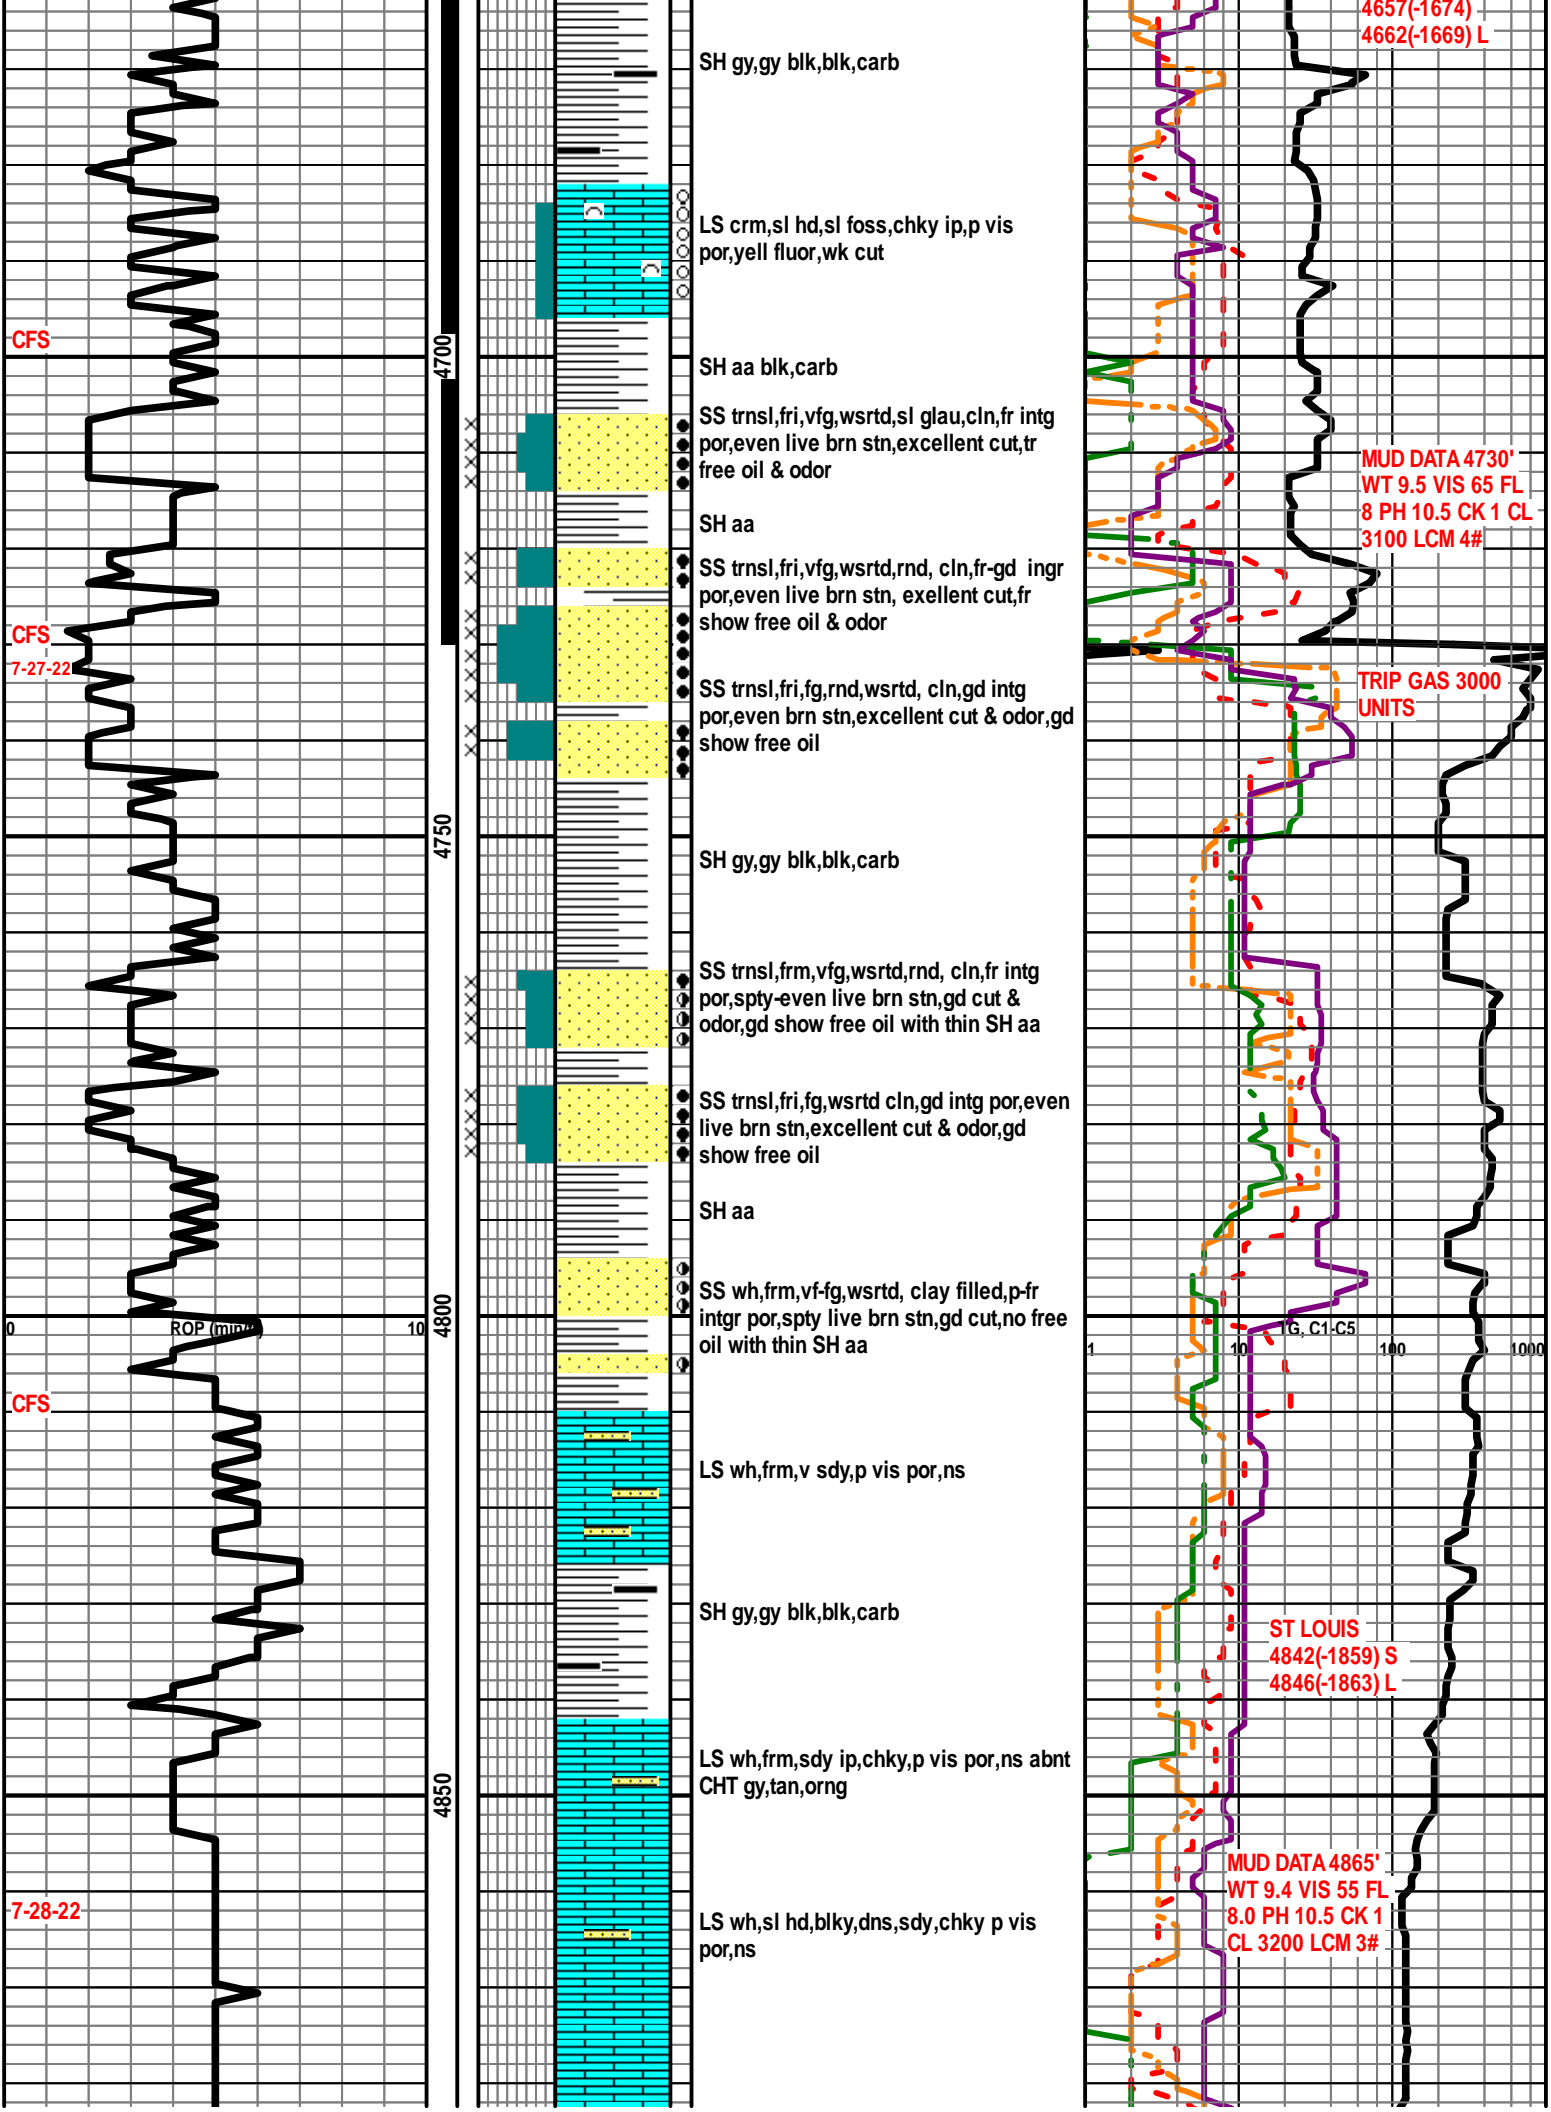 4657(-1674)
4662(-1669) L
SH gy,gy blk,blk,carb
LS crm,sl hd,sl foss,chky ip,p vis
por,yell fluor,wk cut
CFS
4700
SH aa blk,carb
SS trnsl,fri,vfg,wsrtd,sl glau,cln,fr intg
por,even live brn stn,excellent cut,tr
free oil & odor
MUD DATA 4730'
WT 9.5 VIS 65 FL
8 PH 10.5 CK 1 CL
3100 LCM 4#
SH aa
SS trnsl,fri,vfg,wsrtd,rnd, cln,fr-gd ingr
por,even live brn stn, exellent cut,fr
show free oil & odor
CFS
7-27-22
TRIP GAS 3000
UNITS
SS trnsl,fri,fg,rnd,wsrtd, cln,gd intg
por,even brn stn,excellent cut & odor,gd
show free oil
4750
SH gy,gy blk,blk,carb
SS trnsl,frm,vfg,wsrtd,rnd, cln,fr intg
por,spty-even live brn stn,gd cut &
odor,gd show free oil with thin SH aa
SS trnsl,fri,fg,wsrtd cln,gd intg por,even
live brn stn,excellent cut & odor,gd
show free oil
SH aa
SS wh,frm,vf-fg,wsrtd, clay filled,p-fr
intgr por,spty live brn stn,gd cut,no free
oil with thin SH aa
0 ROP (min/ft) 10
4800
TG, C1-C5
1 10 100 1000
CFS
LS wh,frm,v sdy,p vis por,ns
SH gy,gy blk,blk,carb
ST LOUIS
4842(-1859) S
4846(-1863) L
LS wh,frm,sdy ip,chky,p vis por,ns abnt
CHT gy,tan,orng
4850
MUD DATA 4865'
WT 9.4 VIS 55 FL
8.0 PH 10.5 CK 1
CL 3200 LCM 3#
7-28-22
LS wh,sl hd,blky,dns,sdy,chky p vis
por,ns